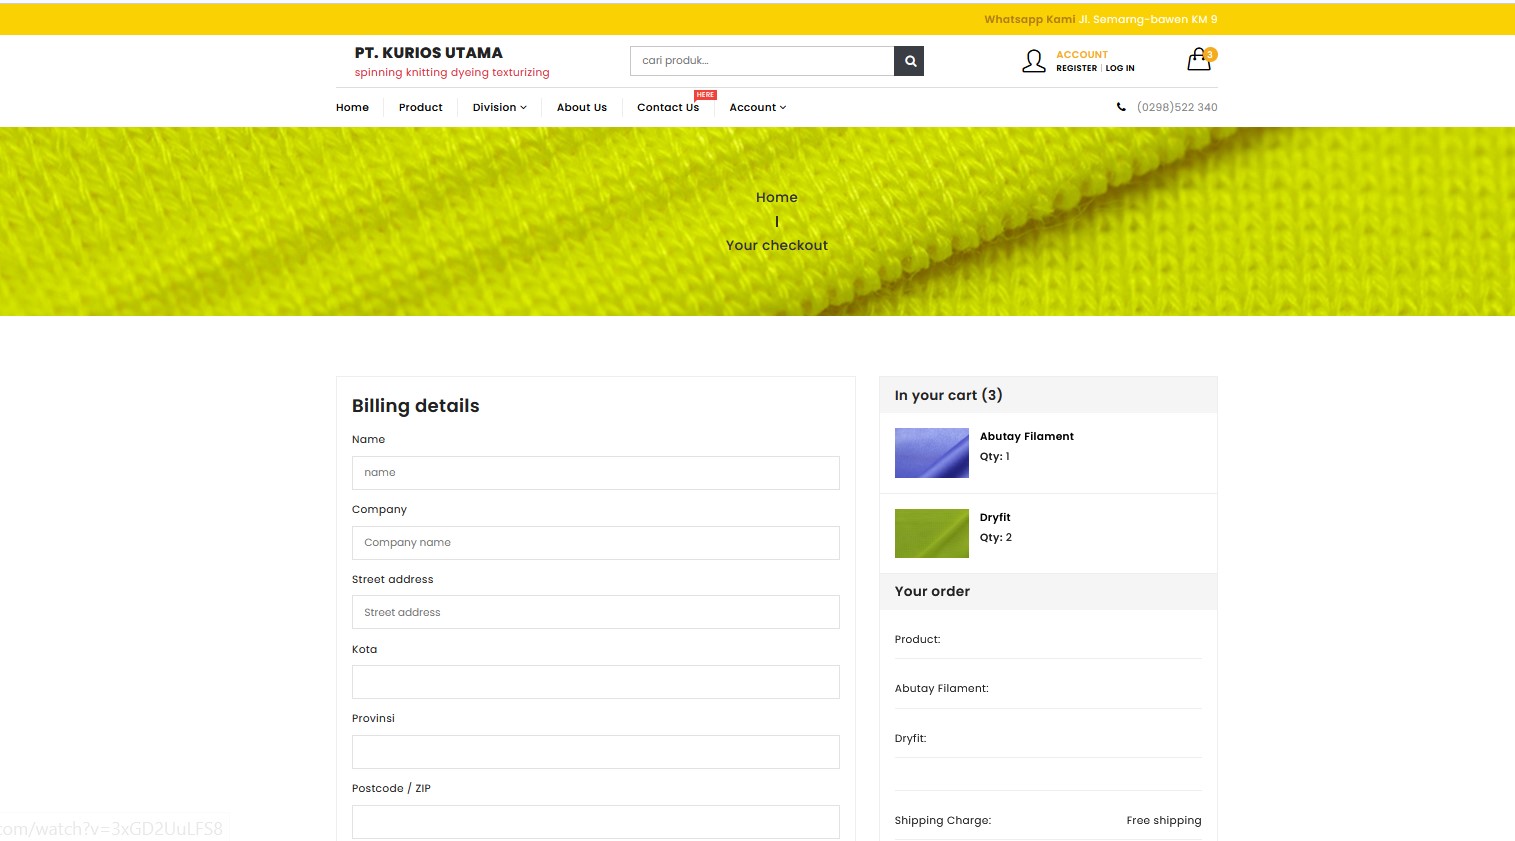 Whatsapp Kami Jl. Semarng-bawen KM 9
PT. KURIOS UTAMA
spinning knitting dyeing texturizing
cari produk...
ACCOUNT
REGISTER | LOG IN
3
HERE
Home
Product
Division
About Us
Contact Us
Account
(0298)522 340
Home
|
Your checkout
Billing details
Name
name
Company
Company name
Street address
Street address
Kota
Provinsi
Postcode / ZIP
In your cart (3)
Abutay Filament
Qty: 1
Dryfit
Qty: 2
Your order
Product:
Abutay Filament:
Dryfit:
Shipping Charge: Free shipping
com/watch?v=3xGD2UuLFS8